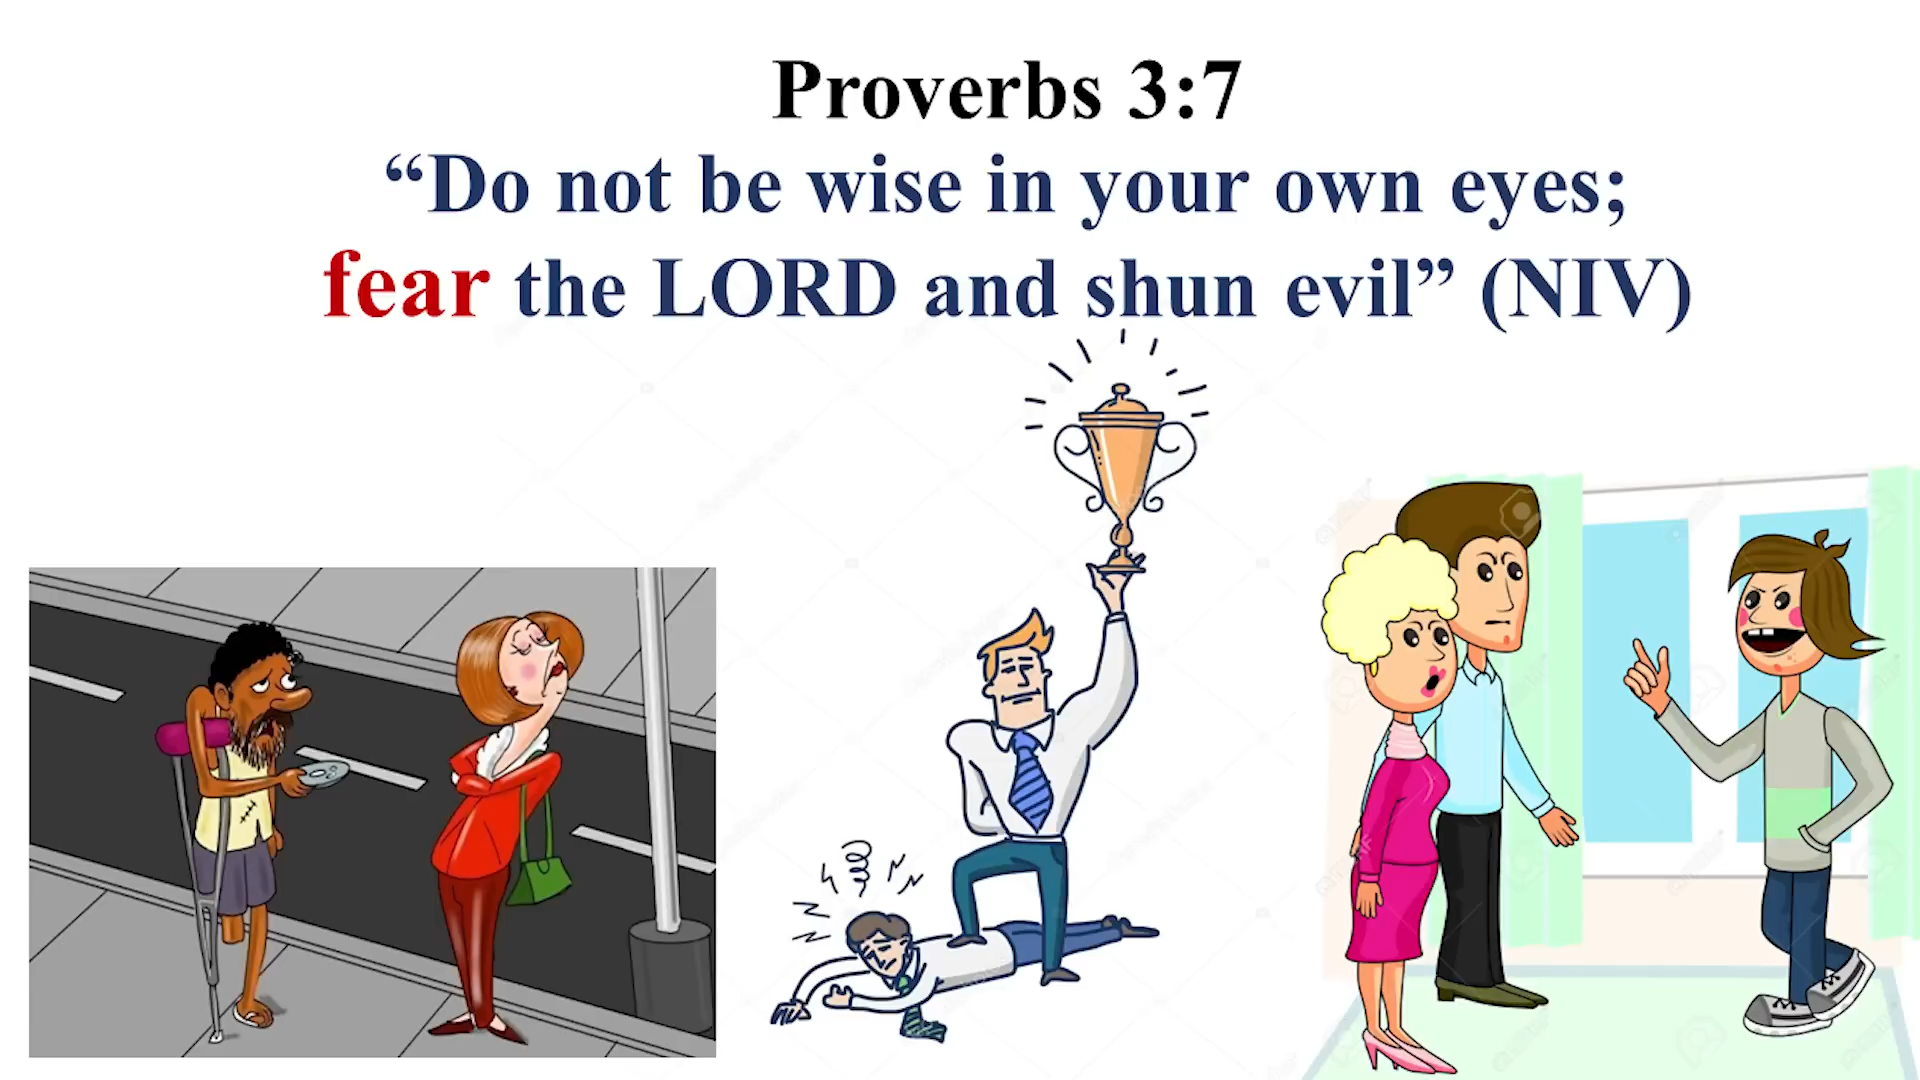 Proverbs 3:7
“Do not be wise in your own eyes;
fear the LORD and shun evil” (NIV)